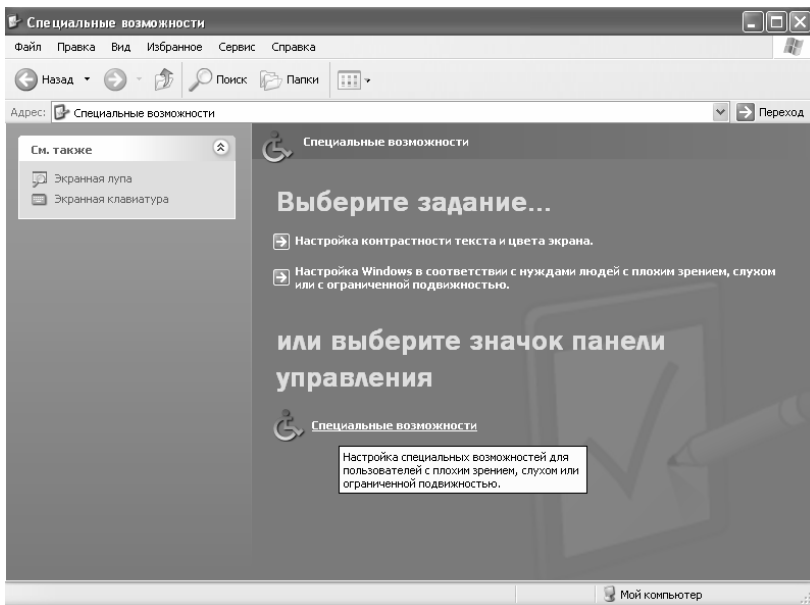 Специальные возможности
Файл Правка Вид Избранное Сервис Справка
Назад Поиск Папки
Адрес: Специальные возможности Переход
См. также
Экранная лупа
Экранная клавиатура
Специальные возможности
Выберите задание...
Настройка контрастности текста и цвета экрана.
Настройка Windows в соответствии с нуждами людей с плохим зрением, слухом
или с ограниченной подвижностью.
или выберите значок панели
управления
Специальные возможности
Настройка специальных возможностей для
пользователей с плохим зрением, слухом или
ограниченной подвижностью.
Мой компьютер